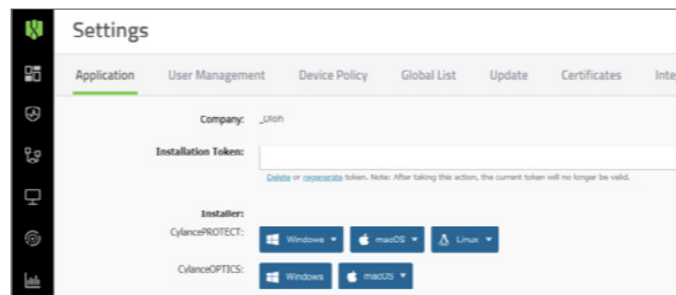 Settings
Application User Management Device Policy Global List Update Certificates Inte
Company:
Installation Token:
Delete or regenerate token. Note: After taking this action, the current token will no longer be valid.
Installer:
CylancePROTECT: Windows macOS Linux
CylanceOPTICS: Windows macOS